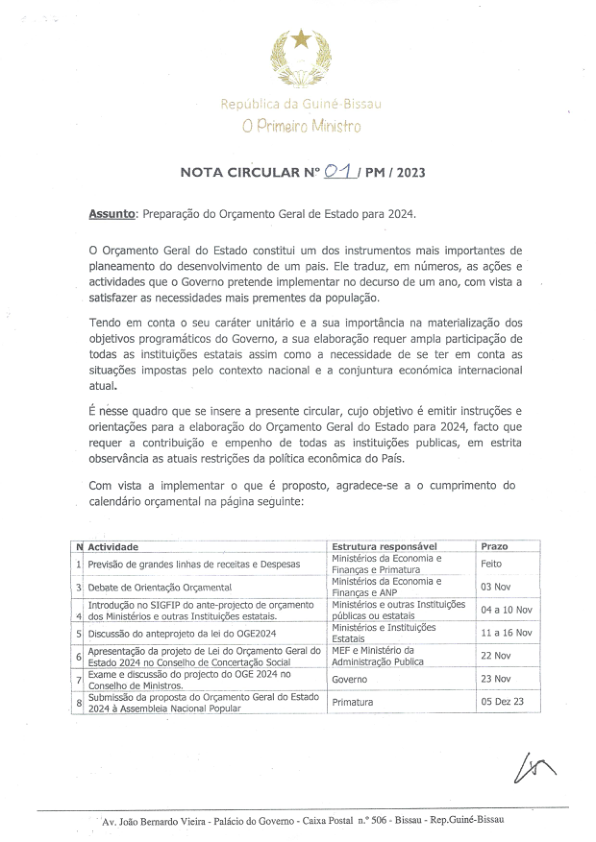 República da Guiné-Bissau
O Primeiro Ministro
NOTA CIRCULAR Nº 01 / PM / 2023
Assunto: Preparação do Orçamento Geral de Estado para 2024.
O Orçamento Geral do Estado constitui um dos instrumentos mais importantes de
planeamento do desenvolvimento de um pais. Ele traduz, em números, as ações e
actividades que o Governo pretende implementar no decurso de um ano, com vista a
satisfazer as necessidades mais prementes da população.
Tendo em conta o seu caráter unitário e a sua importância na materialização dos
objetivos programáticos do Governo, a sua elaboração requer ampla participação de
todas as instituições estatais assim como a necessidade de se ter em conta as
situações impostas pelo contexto nacional e a conjuntura económica internacional
atual.
É nesse quadro que se insere a presente circular, cujo objetivo é emitir instruções e
orientações para a elaboração do Orçamento Geral do Estado para 2024, facto que
requer a contribuição e empenho de todas as instituições publicas, em estrita
observância as atuais restrições da política econômica do País.
Com vista a implementar o que é proposto, agradece-se a o cumprimento do
calendário orçamental na página seguinte:
N Actividade Estrutura responsável Prazo
1 Previsão de grandes linhas de receitas e Despesas Ministérios da Economia e
Finanças e Primatura Feito
3 Debate de Orientação Orçamental Ministérios da Economia e
Finanças e ANP 03 Nov
4 Introdução no SIGFIP do ante-projecto de orçamento
dos Ministérios e outras Instituições estatais. Ministérios e outras Instituições
públicas ou estatais 04 a 10 Nov
5 Discussão do anteprojeto da lei do OGE2024 Ministérios e Instituições
Estatais 11 a 16 Nov
6 Apresentação da projeto de Lei do Orçamento Geral do
Estado 2024 no Conselho de Concertação Social MEF e Ministério da
Administração Publica 22 Nov
7 Exame e discussão do projecto do OGE 2024 no
Conselho de Ministros. Governo 23 Nov
8 Submissão da proposta do Orçamento Geral do Estado
2024 à Assembleia Nacional Popular Primatura 05 Dez 23
Av. João Bernardo Vieira - Palácio do Governo - Caixa Postal n.º 506 - Bissau - Rep.Guiné-Bissau